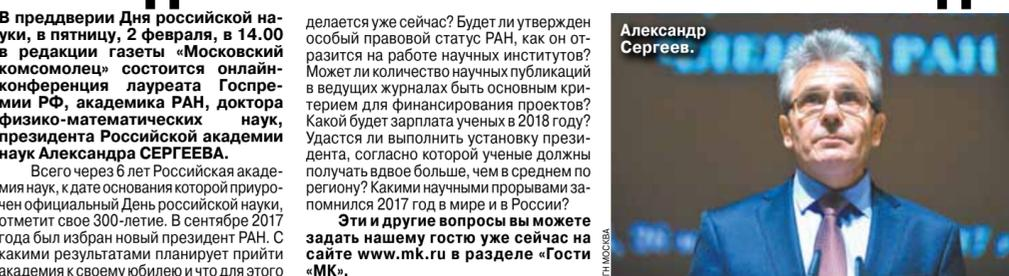 В преддверии Дня российской на-
уки, в пятницу, 2 февраля, в 14.00
в редакции газеты «Московский
комсомолец» состоится онлайн-
конференция лауреата Госпре-
мии РФ, академика РАН, доктора
физико-математических наук,
президента Российской академии
наук Александра СЕРГЕЕВА.
Всего через 6 лет Российская акаде-
мия наук, к дате основания которой приуро-
чен официальный День российской науки,
отметит свое 300-летие. В сентябре 2017
года был избран новый президент РАН. С
какими результатами планирует прийти
академия к своему юбилею и что для этого
делается уже сейчас? Будет ли утвержден
особый правовой статус РАН, как он от-
разится на работе научных институтов?
Может ли количество научных публикаций
в ведущих журналах быть основным кри-
терием для финансирования проектов?
Какой будет зарплата ученых в 2018 году?
Удастся ли выполнить установку прези-
дента, согласно которой ученые должны
получать вдвое больше, чем в среднем по
региону? Какими научными прорывами за-
помнился 2017 год в мире и в России?
Эти и другие вопросы вы можете
задать нашему гостю уже сейчас на
сайте www.mk.ru в разделе «Гости
«МК».
Александр
Сергеев.
РАН
МОСКВА